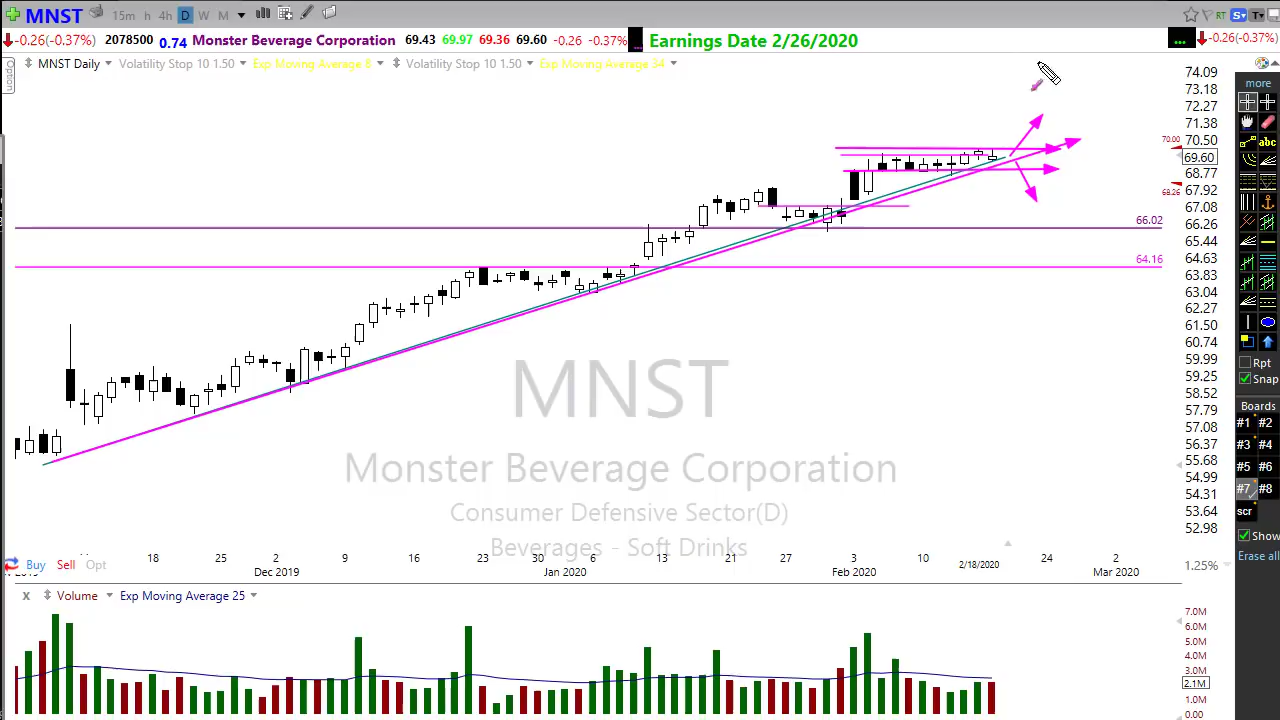 MNST 15m h 4h D W M RT S T
-0.26(-0.37%) 2078500 0.74 Monster Beverage Corporation 69.43 69.97 69.36 69.60 -0.26 -0.37% ... Earnings Date 2/26/2020 ... -0.26(-0.37%)
Option
MNST Daily Volatility Stop 10 1.50 Exp Moving Average 8 Volatility Stop 10 1.50 Exp Moving Average 34
74.09
73.18
72.27
71.38
70.50
70.00
69.60
68.77
67.92
68.26
67.08
66.26
66.02
65.44
64.63
64.16
63.83
63.04
62.27
61.50
60.74
59.99
59.25
58.52
57.79
57.08
56.37
55.68
54.99
54.31
53.64
52.98
MNST
Monster Beverage Corporation
Consumer Defensive Sector(D)
Beverages - Soft Drinks
18 25 2 9 16 23 30 6 13 21 27 3 10 2/18/2020 24 2
Dec 2019 Jan 2020 Feb 2020 Mar 2020
Buy Sell Opt
1.25%
x Volume Exp Moving Average 25
7.0M
6.0M
5.0M
4.0M
3.0M
2.1M
1.0M
0.00
more
abc
Rpt
Snap
Boards
#1 #2
#3 #4
#5 #6
#7 #8
scr
Show
Erase all